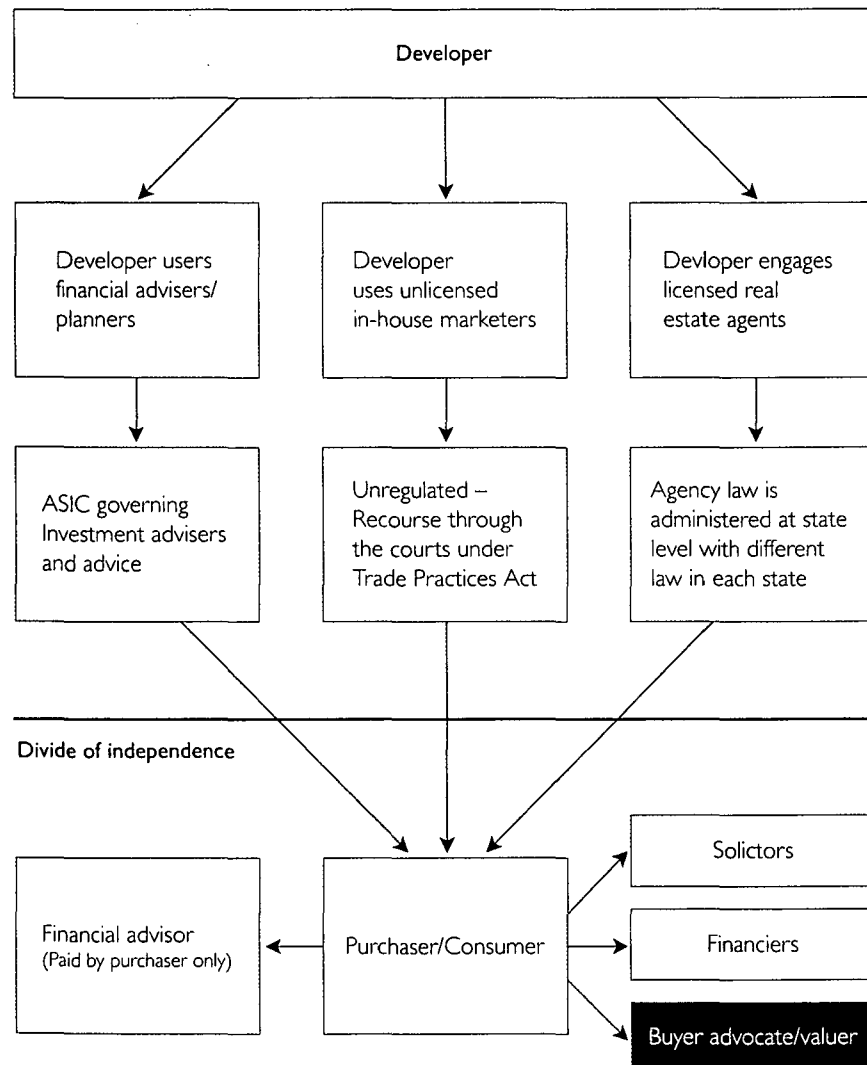 Developer
Developer users
financial advisers/
planners
Developer
uses unlicensed
in-house marketers
Devloper engages
licensed real
estate agents
ASIC governing
Investment advisers
and advice
Unregulated –
Recourse through
the courts under
Trade Practices Act
Agency law is
administered at state
level with different
law in each state
Divide of independence
Financial advisor
(Paid by purchaser only)
Purchaser/Consumer
Solictors
Financiers
Buyer advocate/valuer